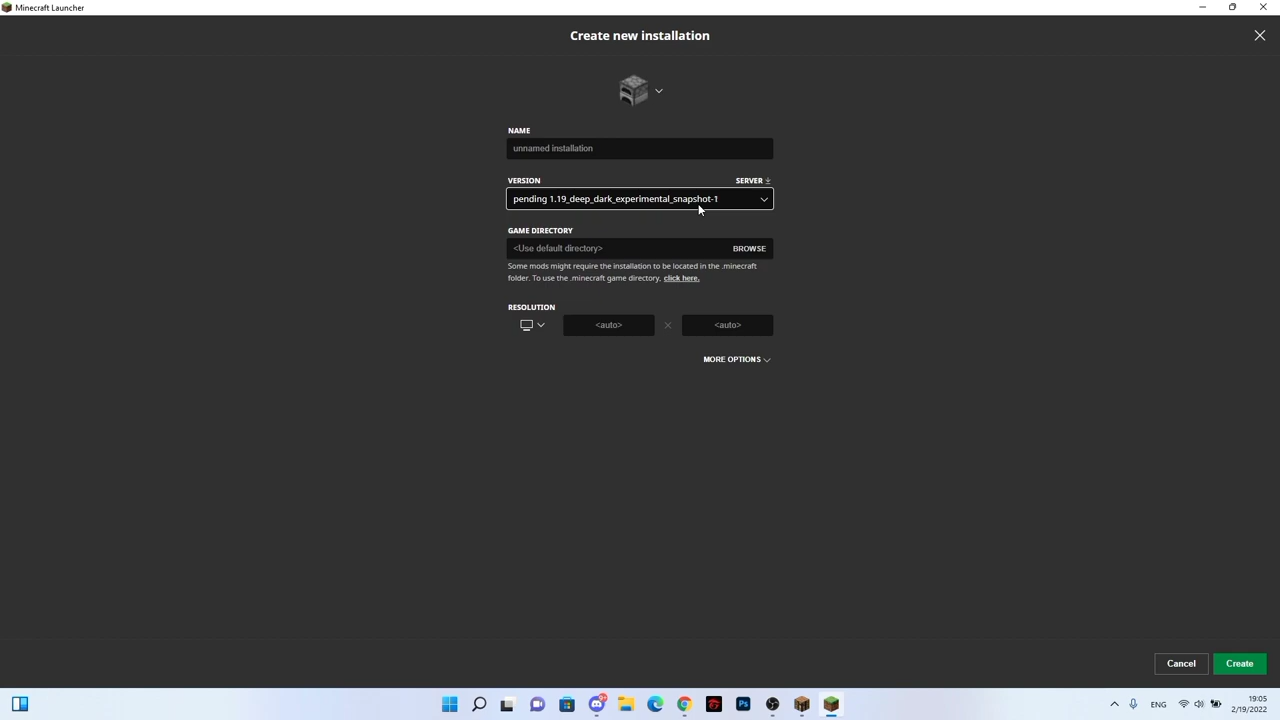 Minecraft Launcher
Create new installation
NAME
unnamed installation
VERSION
SERVER
pending 1.19_deep_dark_experimental_snapshot-1
GAME DIRECTORY
<Use default directory>
BROWSE
Some mods might require the installation to be located in the .minecraft
folder. To use the .minecraft game directory, click here.
RESOLUTION
<auto>
<auto>
MORE OPTIONS
Cancel
Create
Ps
ENG
19:05
2/19/2022